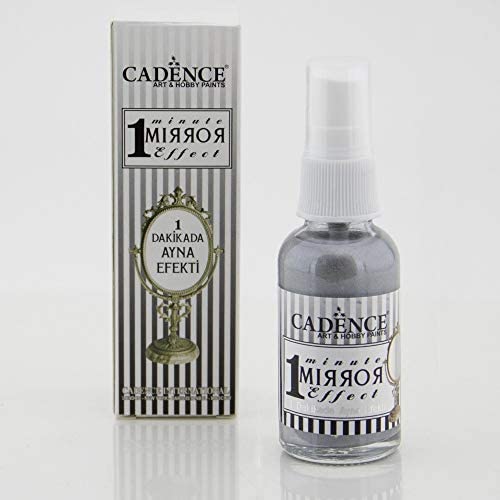 CADENCE®
ART & HOBBY PAINTS
1 minute
MIRROR
Effect
1
DAKİKADA
AYNA
EFEKTİ
CADENCE®
ART & HOBBY PAINTS
1 minute
MIRROR
Effect